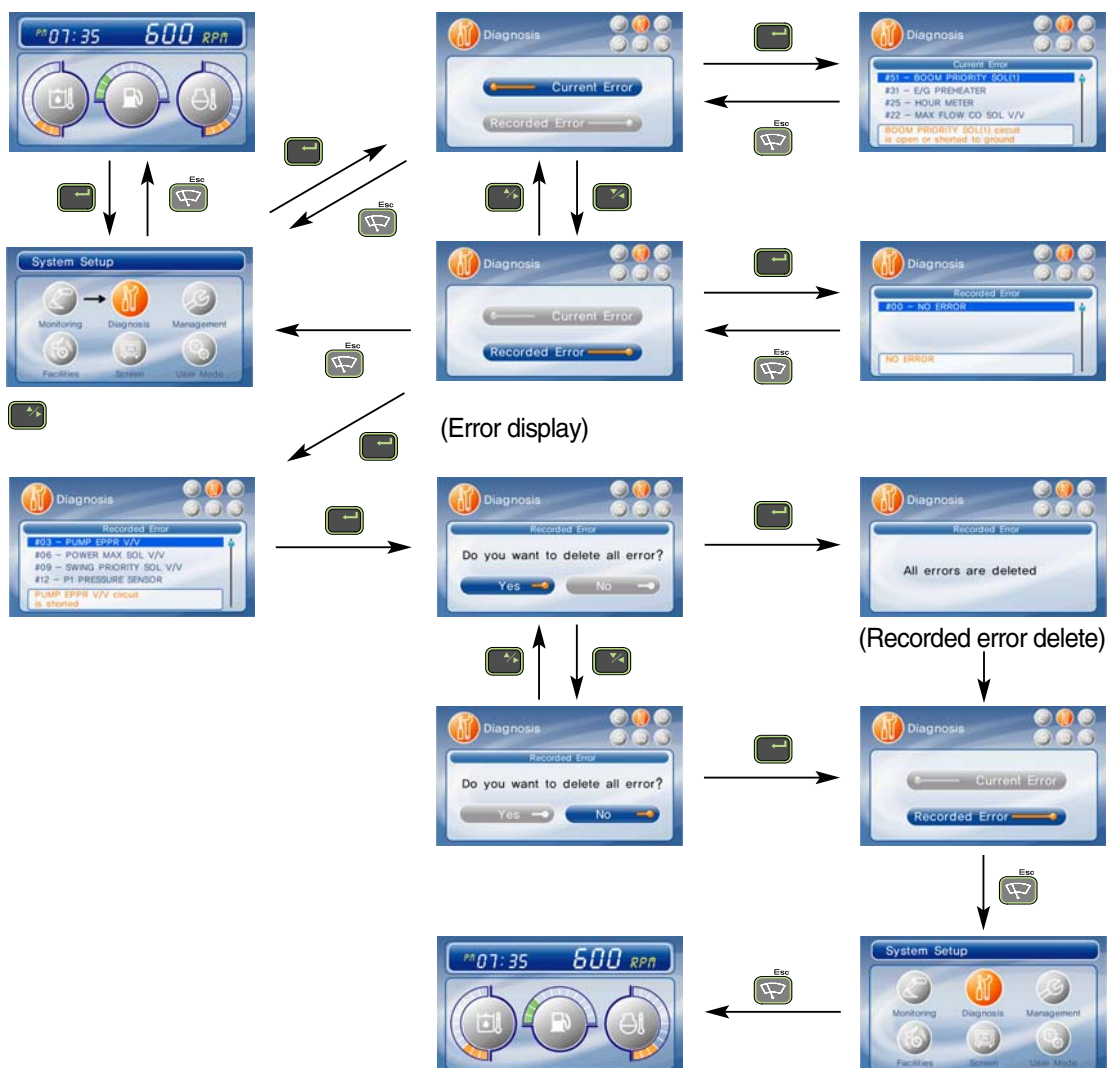 PM 07:35 600 RPM
Diagnosis
Current Error
Recorded Error
Diagnosis
Current Error
#51 - BOOM PRIORITY SOL(1)
#31 - E/G PREHEATER
#25 - HOUR METER
#22 - MAX FLOW CO SOL V/V
BOOM PRIORITY SOL(1) circuit
is open or shorted to ground
Esc
Esc
Esc
System Setup
Monitoring Diagnosis Management
Facilities Screen User Mode
Diagnosis
Current Error
Recorded Error
Diagnosis
Recorded Error
#00 - NO ERROR
NO ERROR
Esc
Esc
(Error display)
Diagnosis
Recorded Error
#03 - PUMP EPPR V/V
#06 - POWER MAX SOL V/V
#09 - SWING PRIORITY SOL V/V
#12 - P1 PRESSURE SENSOR
PUMP EPPR V/V circuit
is shorted
Diagnosis
Recorded Error
Do you want to delete all error?
Yes No
Diagnosis
Recorded Error
All errors are deleted
(Recorded error delete)
Diagnosis
Recorded Error
Do you want to delete all error?
Yes No
Diagnosis
Current Error
Recorded Error
Esc
PM 07:35 600 RPM
Esc
System Setup
Monitoring Diagnosis Management
Facilities Screen User Mode